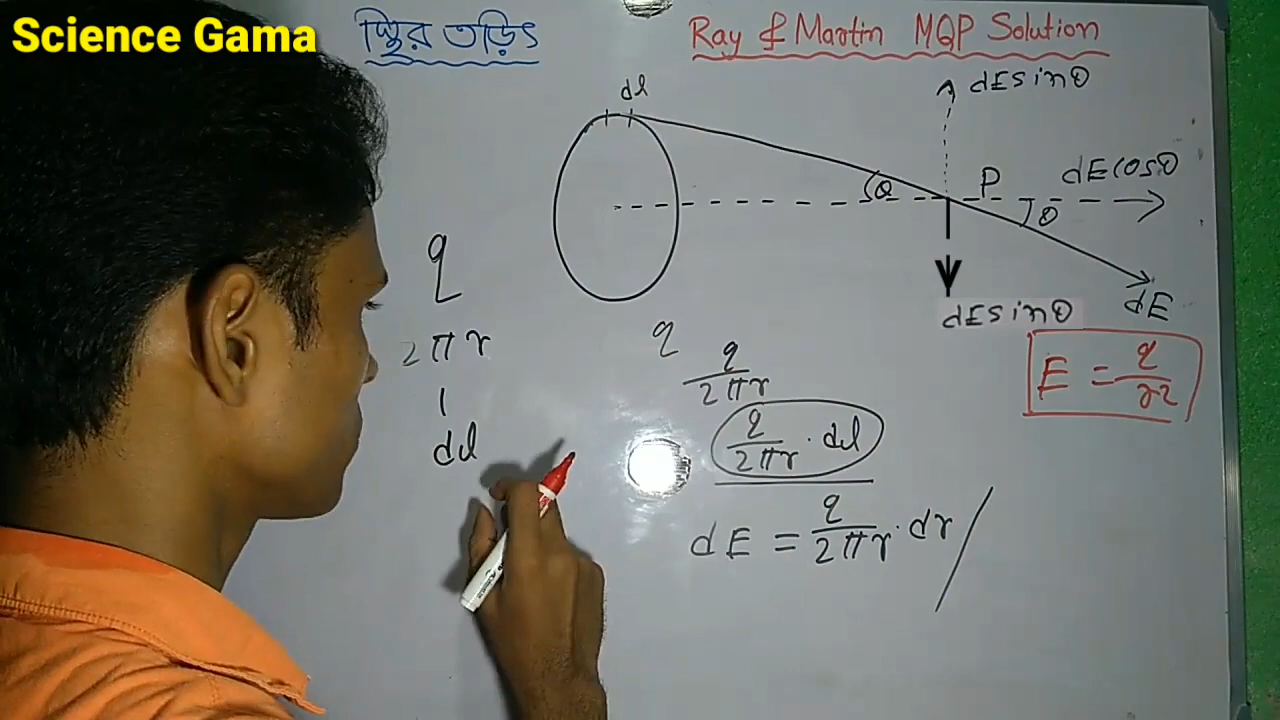 Science Gama
স্থির তড়িৎ
Ray & Martin MQP Solution
dl
dEsinθ
P
dEcosθ
θ
θ
dEsinθ
dE
q
2πr
1
dl
q
q/2πr
q/2πr · dl
dE = q/2πr · dr /
E = q/r2